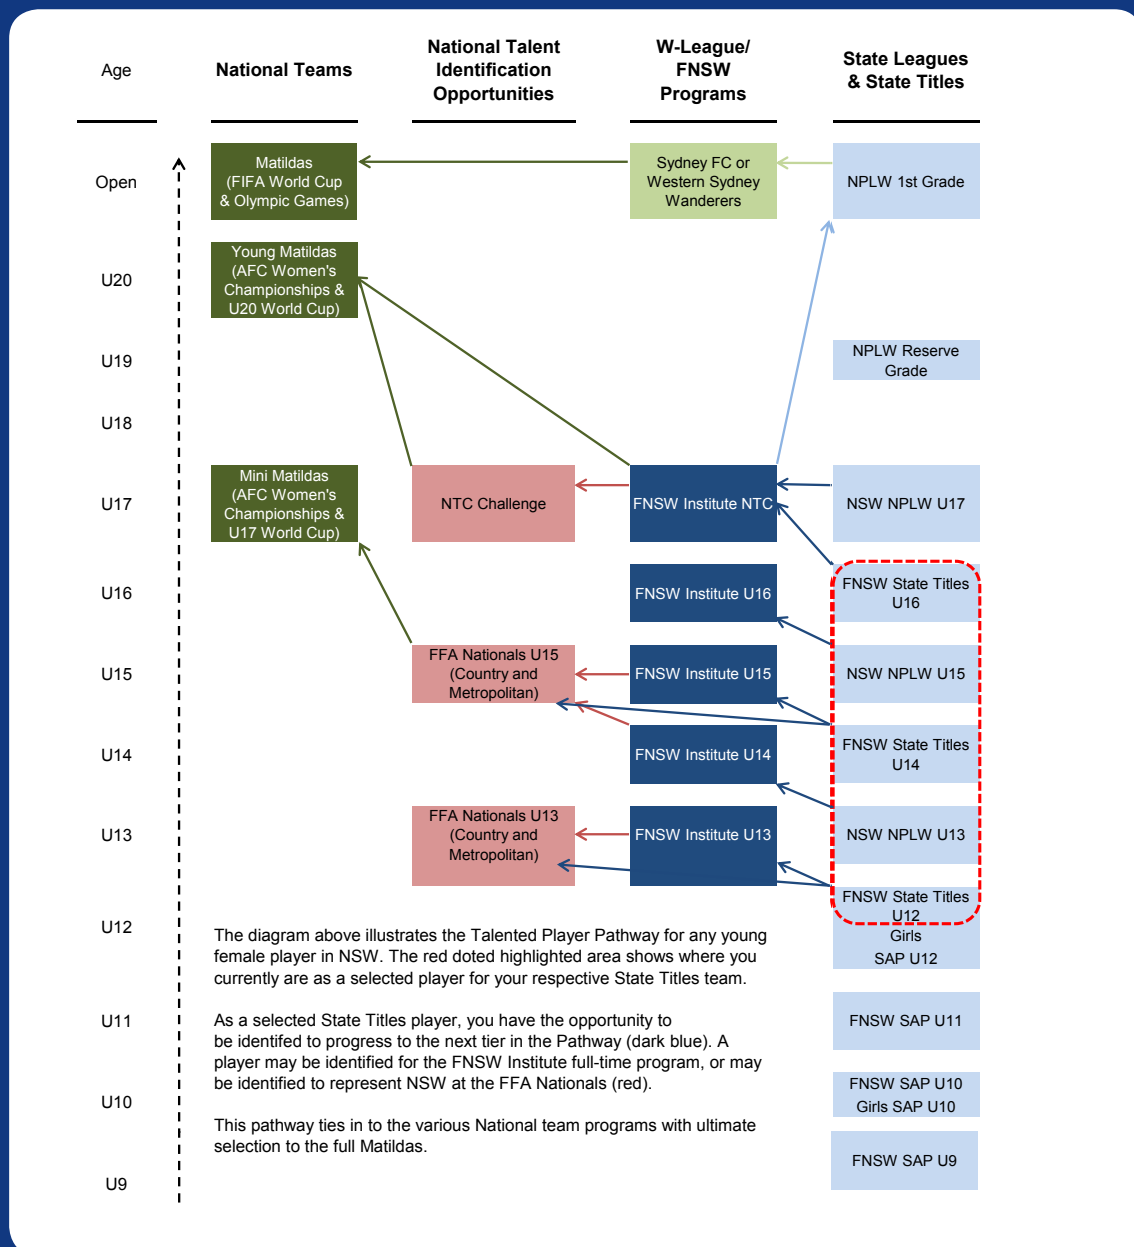 Age
National Teams
National Talent
Identification
Opportunities
W-League/
FNSW
Programs
State Leagues
& State Titles
Open
Matildas
(FIFA World Cup
& Olympic Games)
Sydney FC or
Western Sydney
Wanderers
NPLW 1st Grade
U20
Young Matildas
(AFC Women's
Championships &
U20 World Cup)
U19
NPLW Reserve
Grade
U18
U17
Mini Matildas
(AFC Women's
Championships &
U17 World Cup)
NTC Challenge
FNSW Institute NTC
NSW NPLW U17
U16
FNSW Institute U16
FNSW State Titles
U16
U15
FFA Nationals U15
(Country and
Metropolitan)
FNSW Institute U15
NSW NPLW U15
U14
FNSW Institute U14
FNSW State Titles
U14
U13
FFA Nationals U13
(Country and
Metropolitan)
FNSW Institute U13
NSW NPLW U13
U12
FNSW State Titles
U12
Girls
SAP U12
The diagram above illustrates the Talented Player Pathway for any young
female player in NSW. The red doted highlighted area shows where you
currently are as a selected player for your respective State Titles team.
U11
FNSW SAP U11
As a selected State Titles player, you have the opportunity to
be identifed to progress to the next tier in the Pathway (dark blue). A
player may be identified for the FNSW Institute full-time program, or may
be identified to represent NSW at the FFA Nationals (red).
U10
FNSW SAP U10
Girls SAP U10
This pathway ties in to the various National team programs with ultimate
selection to the full Matildas.
U9
FNSW SAP U9